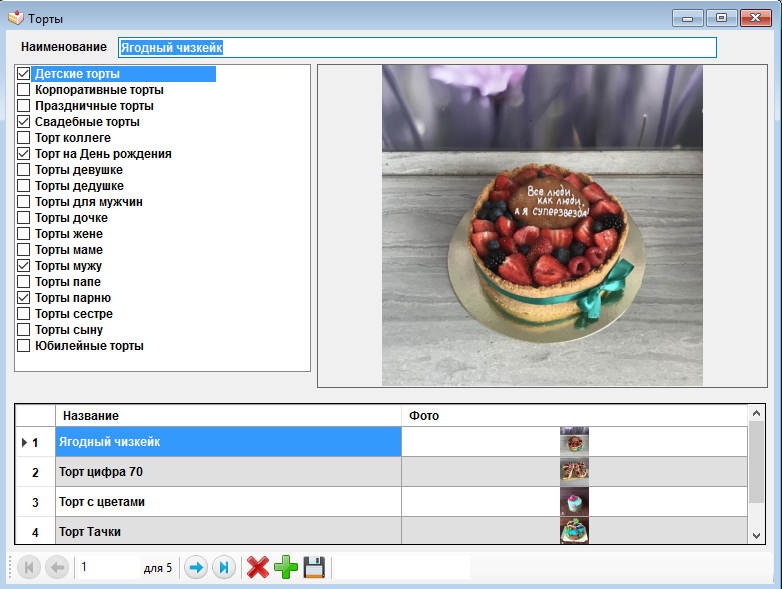 Торты
Наименование Ягодный чизкейк
Детские торты
Корпоративные торты
Праздничные торты
Свадебные торты
Торт коллеге
Торт на День рождения
Торты девушке
Торты дедушке
Торты для мужчин
Торты дочке
Торты жене
Торты маме
Торты мужу
Торты папе
Торты парню
Торты сестре
Торты сыну
Юбилейные торты
Все люди,
как люди,
а я суперзвезда!
Название Фото
1 Ягодный чизкейк
2 Торт цифра 70
3 Торт с цветами
4 Торт Тачки
1 для 5